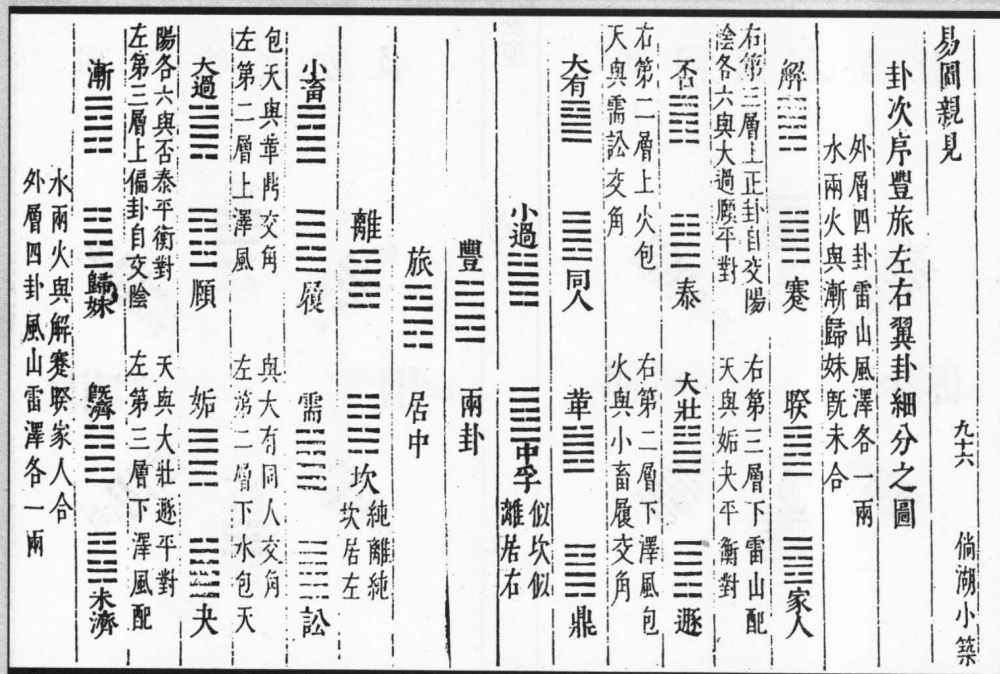 易圖親見
九十六
倘湖小築
卦次序豐旅左右翼卦細分之圖
外層四卦雷山風澤各一兩
水兩火與漸歸妹既未合
解
蹇
暌
家人
右第三層上正卦自交陽
陰各六與大過頤平對
右第三層下雷山配
天與姤夬平衡對
否
泰
大壯
遯
右第二層上火包
天與需訟交角
右第二層下澤風包
火與小畜履交角
大有
同人
革
鼎
小過
中孚
似坎似
離居右
豐
兩卦
旅
居中
離
坎
純離純
坎居左
小畜
履
需
訟
包天與革鼎交角
左第二層上澤風
與大有同人交角
左第二層下水包天
大過
頤
姤
夬
陽各六與否泰平衡對
左第三層上偏卦自交陰
天與大壯遯平對
左第三層下澤風配
漸
歸妹
旣濟
未濟
水兩火與解蹇暌家人合
外層四卦風山雷澤各一兩